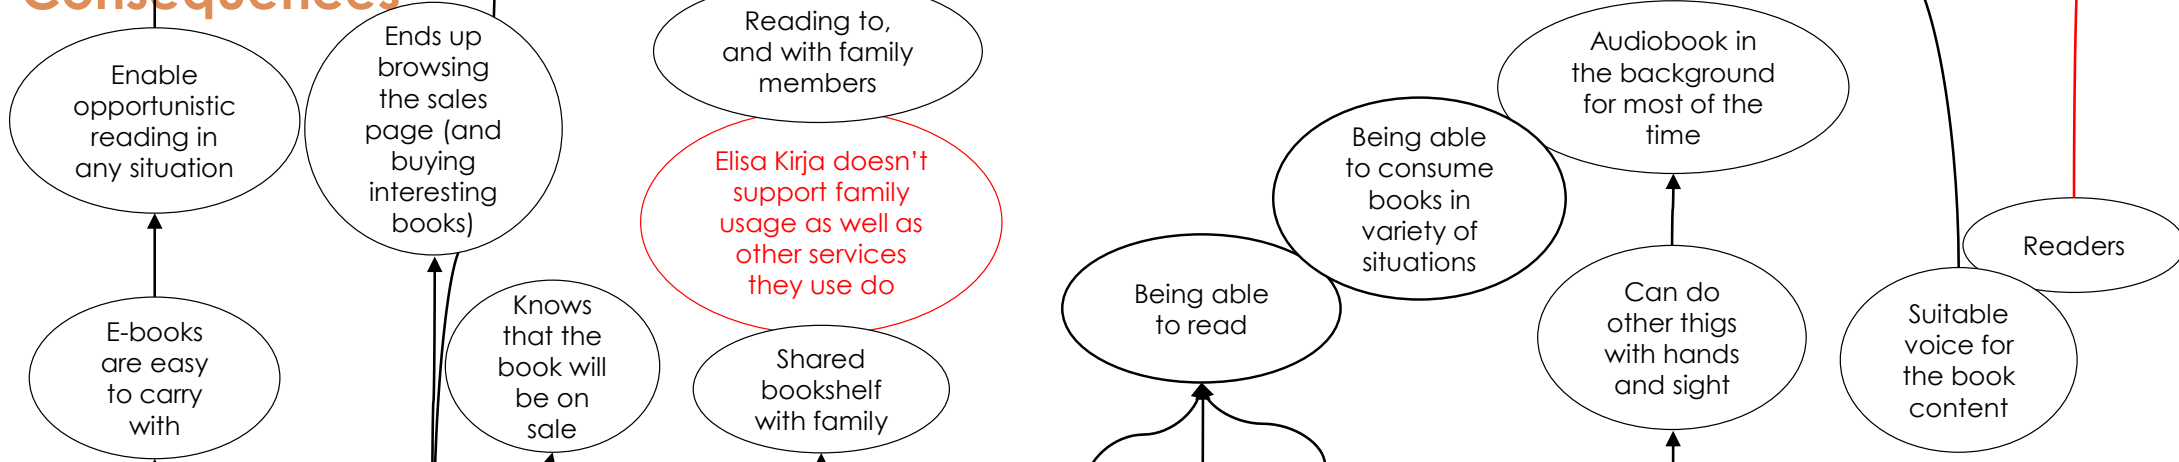 Consequences
Enable
opportunistic
reading in
any situation
Ends up
browsing
the sales
page (and
buying
interesting
books)
Reading to,
and with family
members
Elisa Kirja doesn’t
support family
usage as well as
other services
they use do
E-books
are easy
to carry
with
Knows
that the
book will
be on
sale
Shared
bookshelf
with family
Being able
to read
Being able
to consume
books in
variety of
situations
Audiobook in
the background
for most of the
time
Can do
other thigs
with hands
and sight
Readers
Suitable
voice for
the book
content